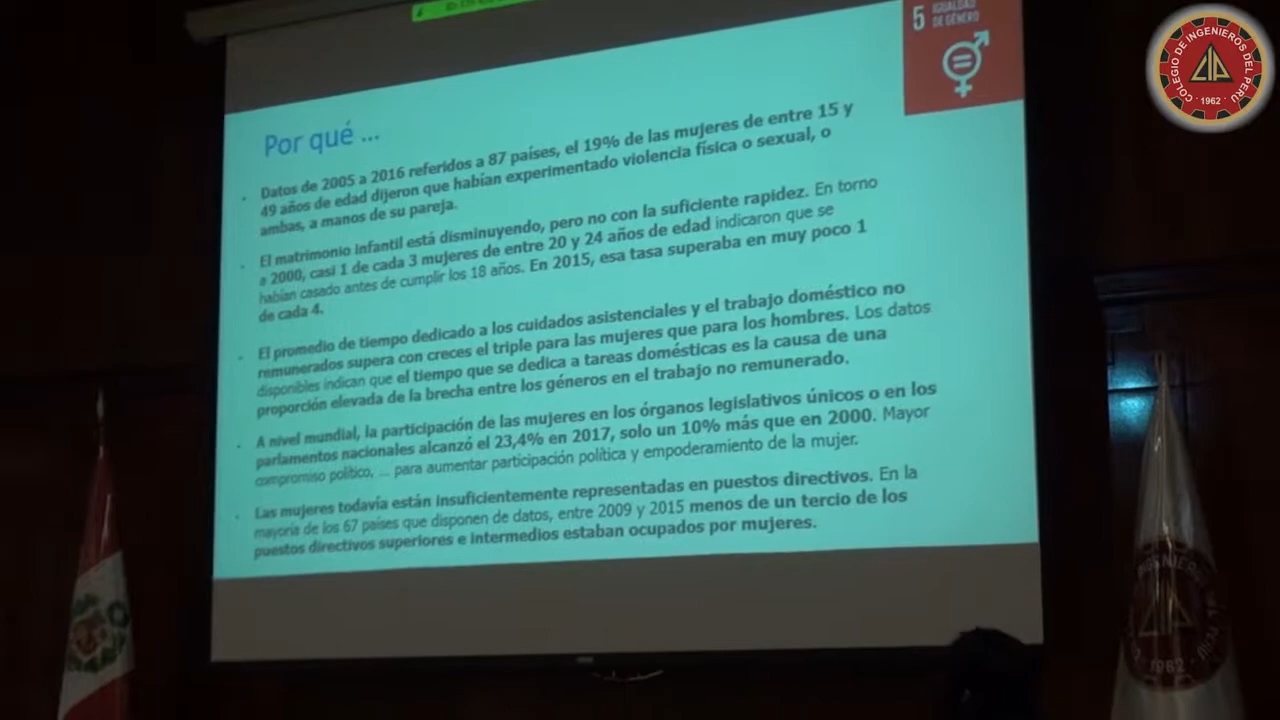 5 IGUALDAD
DE GÉNERO
COLEGIO DE INGENIEROS DEL PERU
CIP
· 1962 ·
Por qué ...
Datos de 2005 a 2016 referidos a 87 países, el 19% de las mujeres de entre 15 y
49 años de edad dijeron que habían experimentado violencia física o sexual, o
ambas, a manos de su pareja.
El matrimonio infantil está disminuyendo, pero no con la suficiente rapidez. En torno
a 2000, casi 1 de cada 3 mujeres de entre 20 y 24 años de edad indicaron que se
habían casado antes de cumplir los 18 años. En 2015, esa tasa superaba en muy poco 1
de cada 4.
El promedio de tiempo dedicado a los cuidados asistenciales y el trabajo doméstico no
remunerados supera con creces el triple para las mujeres que para los hombres. Los datos
disponibles indican que el tiempo que se dedica a tareas domésticas es la causa de una
proporción elevada de la brecha entre los géneros en el trabajo no remunerado.
A nivel mundial, la participación de las mujeres en los órganos legislativos únicos o en los
parlamentos nacionales alcanzó el 23,4% en 2017, solo un 10% más que en 2000. Mayor
compromiso político, ... para aumentar participación política y empoderamiento de la mujer.
Las mujeres todavía están insuficientemente representadas en puestos directivos. En la
mayoría de los 67 países que disponen de datos, entre 2009 y 2015 menos de un tercio de los
puestos directivos superiores e intermedios estaban ocupados por mujeres.
1962